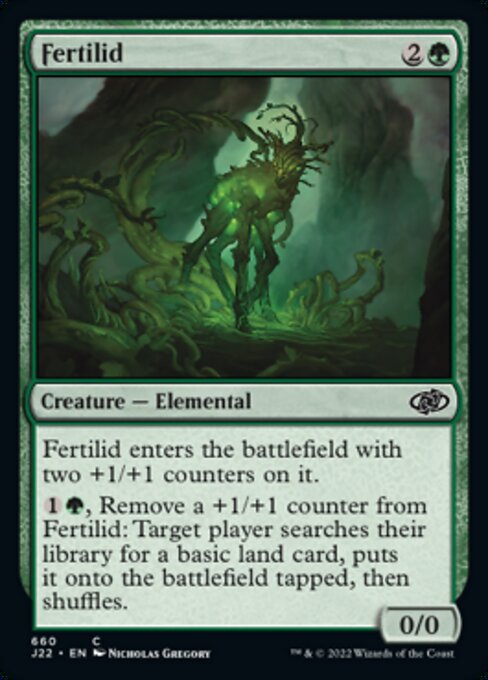 Fertilid 2
Creature — Elemental
Fertilid enters the battlefield with
two +1/+1 counters on it.
1 , Remove a +1/+1 counter from
Fertilid: Target player searches their
library for a basic land card, puts
it onto the battlefield tapped, then
shuffles.
0/0
660 C
J22 • EN Nicholas Gregory
™ & © 2022 Wizards of the Coast